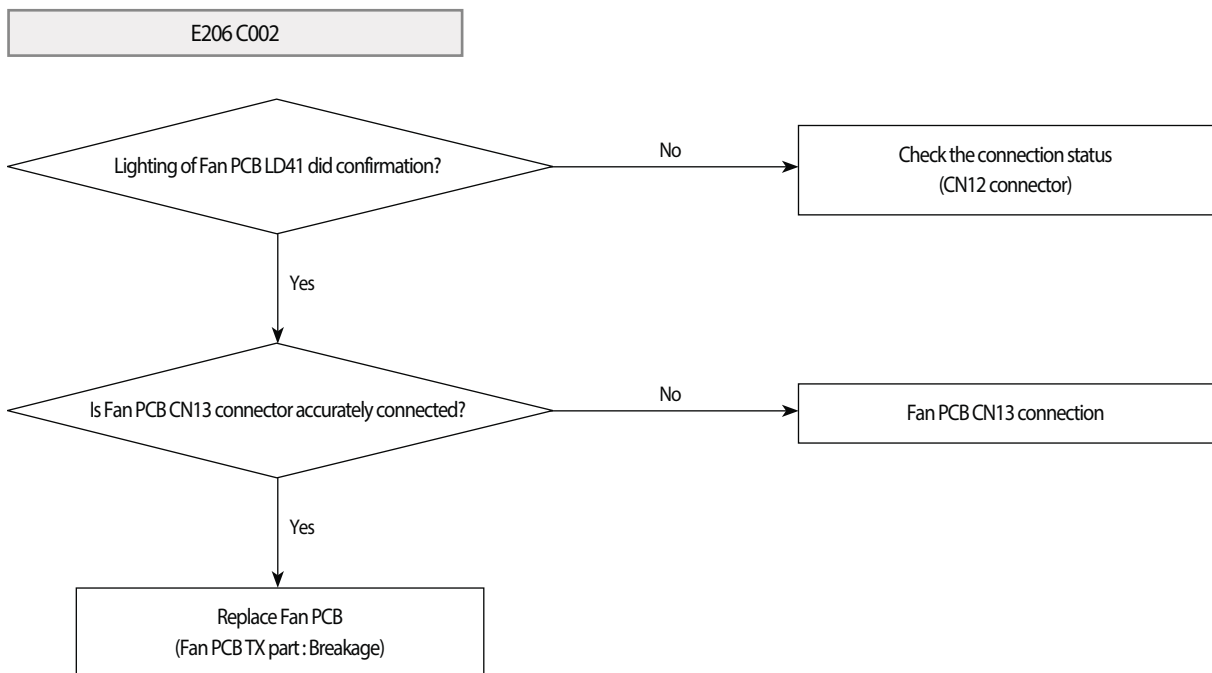 E206 C002
Lighting of Fan PCB LD41 did confirmation?
No
Check the connection status
(CN12 connector)
Yes
Is Fan PCB CN13 connector accurately connected?
No
Fan PCB CN13 connection
Yes
Replace Fan PCB
(Fan PCB TX part : Breakage)